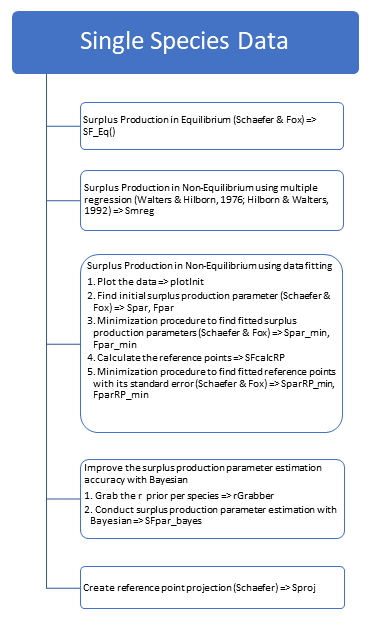 Single Species Data
Surplus Production in Equilibrium (Schaefer & Fox) =>
SF_Eq()
Surplus Production in Non-Equilibrium using multiple
regression (Walters & Hilborn, 1976; Hilborn & Walters,
1992) => Smreg
Surplus Production in Non-Equilibrium using data fitting
1. Plot the data => plotInit
2. Find initial surplus production parameter (Schaefer &
Fox) => Spar, Fpar
3. Minimization procedure to find fitted surplus
production parameters (Schaefer & Fox) => Spar_min,
Fpar_min
4. Calculate the reference points => SFcalcRP
5. Minimization procedure to find fitted reference points
with its standard error (Schaefer & Fox) => SparRP_min,
FparRP_min
Improve the surplus production parameter estimation
accuracy with Bayesian
1. Grab the r prior per species => rGrabber
2. Conduct surplus production parameter estimation with
Bayesian => SFpar_bayes
Create reference point projection (Schaefer) => Sproj